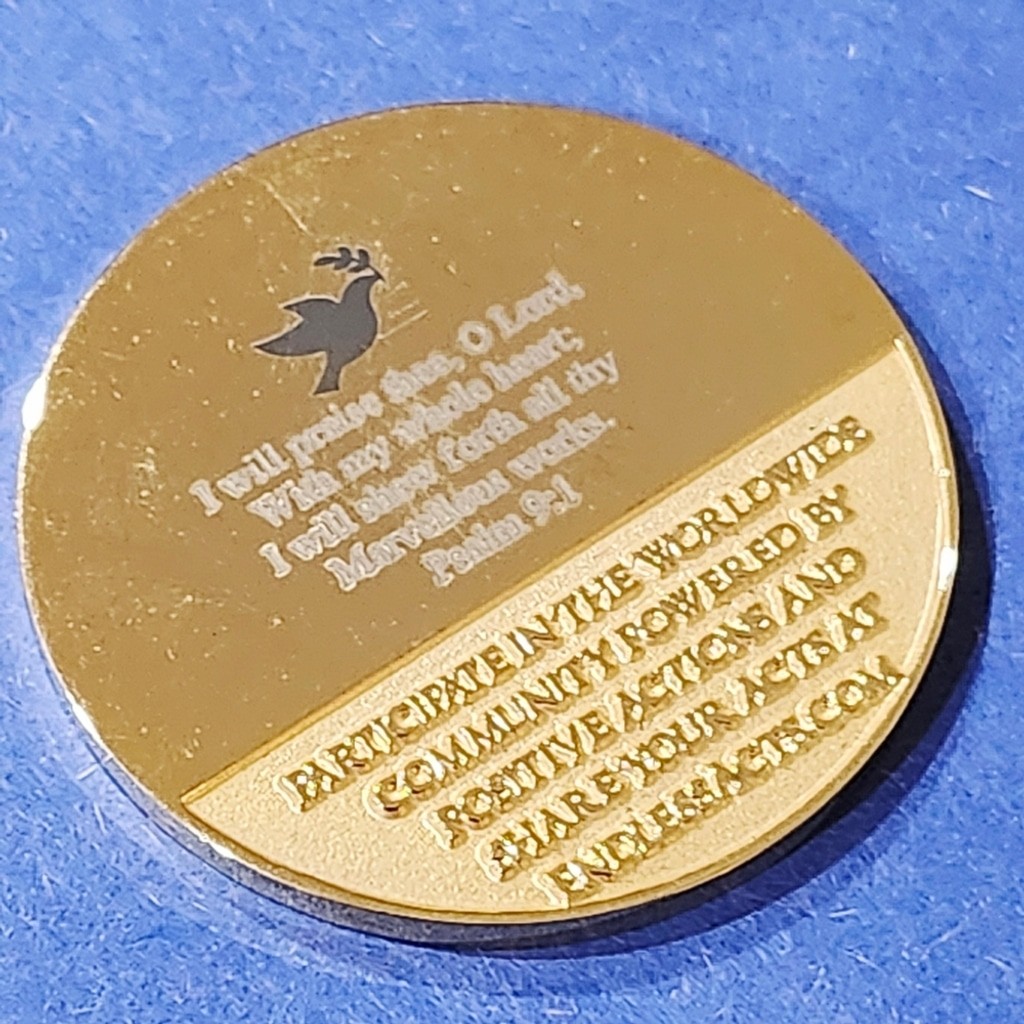 I will praise thee, O Lord,
With my whole heart;
I will shew forth all thy
Marvellous works.
Psalm 9:1
PARTICIPATE IN THE WORLDWIDE
COMMUNITY POWERED BY
POSITIVE ACTIONS AND
SHARE YOUR ACTS AT
ENDLESSACTS.COM